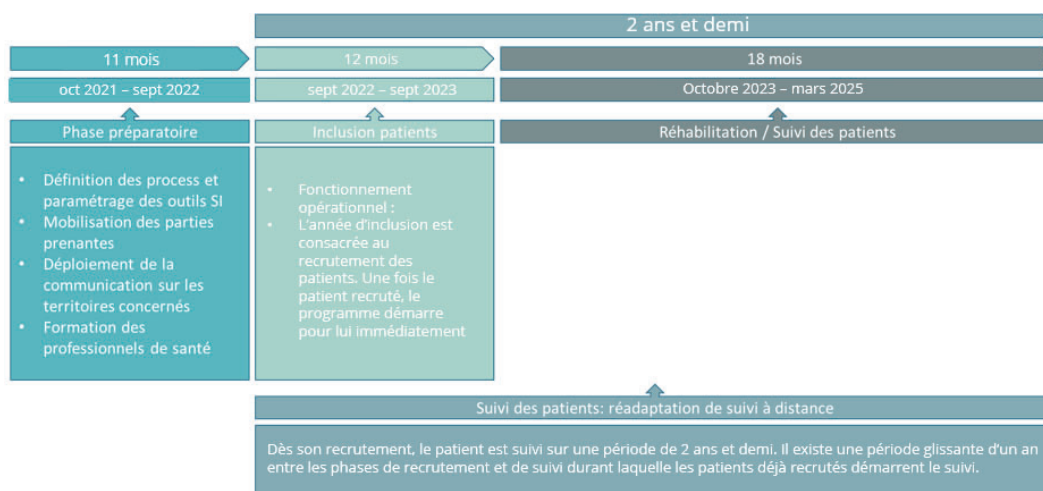 2 ans et demi
11 mois
12 mois
18 mois
oct 2021 – sept 2022
sept 2022 – sept 2023
Octobre 2023 – mars 2025
Phase préparatoire
Inclusion patients
Réhabilitation / Suivi des patients
• Définition des process et
paramétrage des outils SI
• Mobilisation des parties
prenantes
• Déploiement de la
communication sur les
territoires concernés
• Formation des
professionnels de santé
• Fonctionnement
opérationnel :
• L'année d'inclusion est
consacrée au
recrutement des
patients. Une fois le
patient recruté, le
programme démarre
pour lui immédiatement
Suivi des patients: réadaptation de suivi à distance
Dès son recrutement, le patient est suivi sur une période de 2 ans et demi. Il existe une période glissante d'un an
entre les phases de recrutement et de suivi durant laquelle les patients déjà recrutés démarrent le suivi.